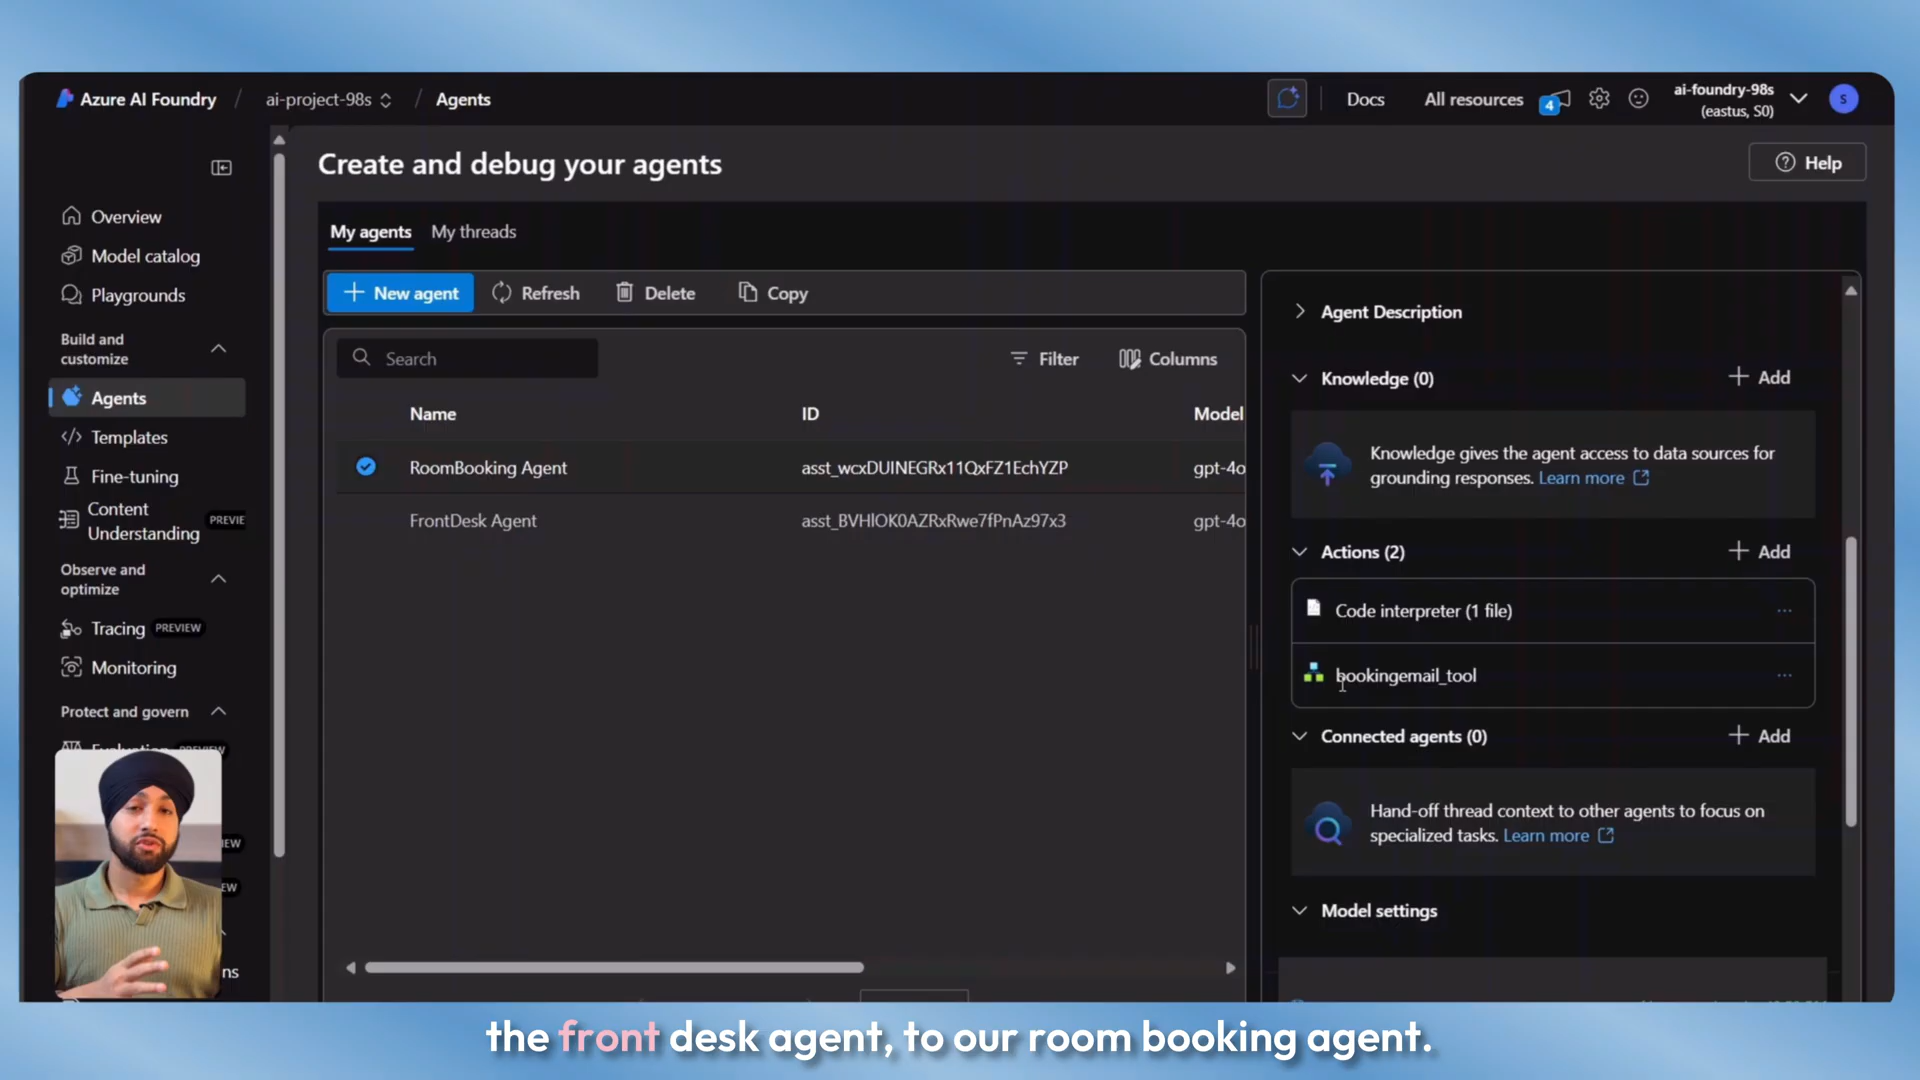 Azure AI Foundry / ai-project-98s / Agents
Docs
All resources
4
ai-foundry-98s
(eastus, S0)
S
Create and debug your agents
Help
Overview
Model catalog
Playgrounds
Build and
customize
Agents
Templates
Fine-tuning
Content
Understanding
PREVIE
Observe and
optimize
Tracing PREVIEW
Monitoring
Protect and govern
My agents My threads
New agent Refresh Delete Copy
Search
Filter Columns
Name ID Model
RoomBooking Agent asst_wcxDUINEGRx11QxFZ1EchYZP gpt-4o
FrontDesk Agent asst_BVHlOK0AZRxRwe7fPnAz97x3 gpt-4o
Agent Description
Knowledge (0) + Add
Knowledge gives the agent access to data sources for
grounding responses. Learn more
Actions (2) + Add
Code interpreter (1 file) ...
bookingemail_tool ...
Connected agents (0) + Add
Hand-off thread context to other agents to focus on
specialized tasks. Learn more
Model settings
the front desk agent, to our room booking agent.